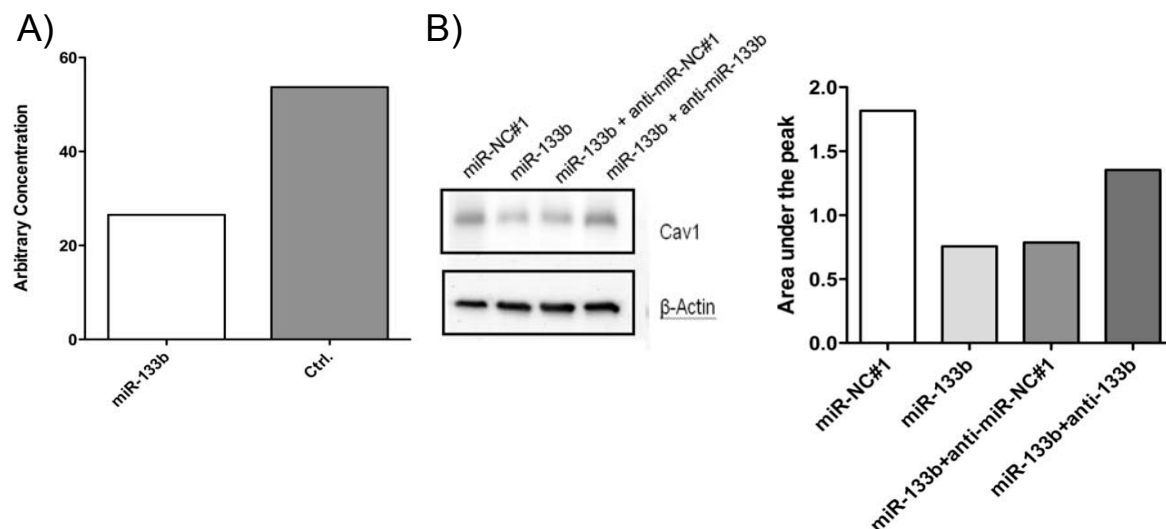 A)
60
40
20
0
Arbitrary Concentration
miR-133b
Ctrl.
B)
miR-NC#1
miR-133b
miR-133b + anti-miR-NC#1
miR-133b + anti-miR-133b
Cav1
β-Actin
2.0
1.5
1.0
0.5
0.0
Area under the peak
miR-NC#1
miR-133b
miR-133b+anti-miR-NC#1
miR-133b+anti-133b